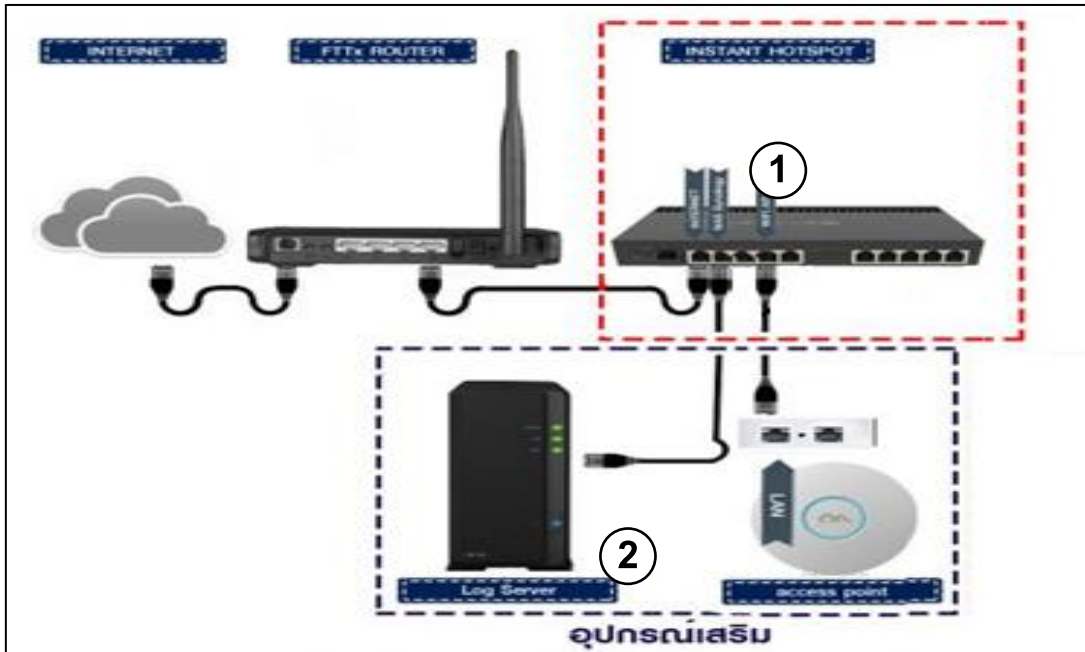 INTERNET
FTTx ROUTER
INSTANT HOTSPOT
1
LAN
2
Log Server
access point
อุปกรณ์เสริม